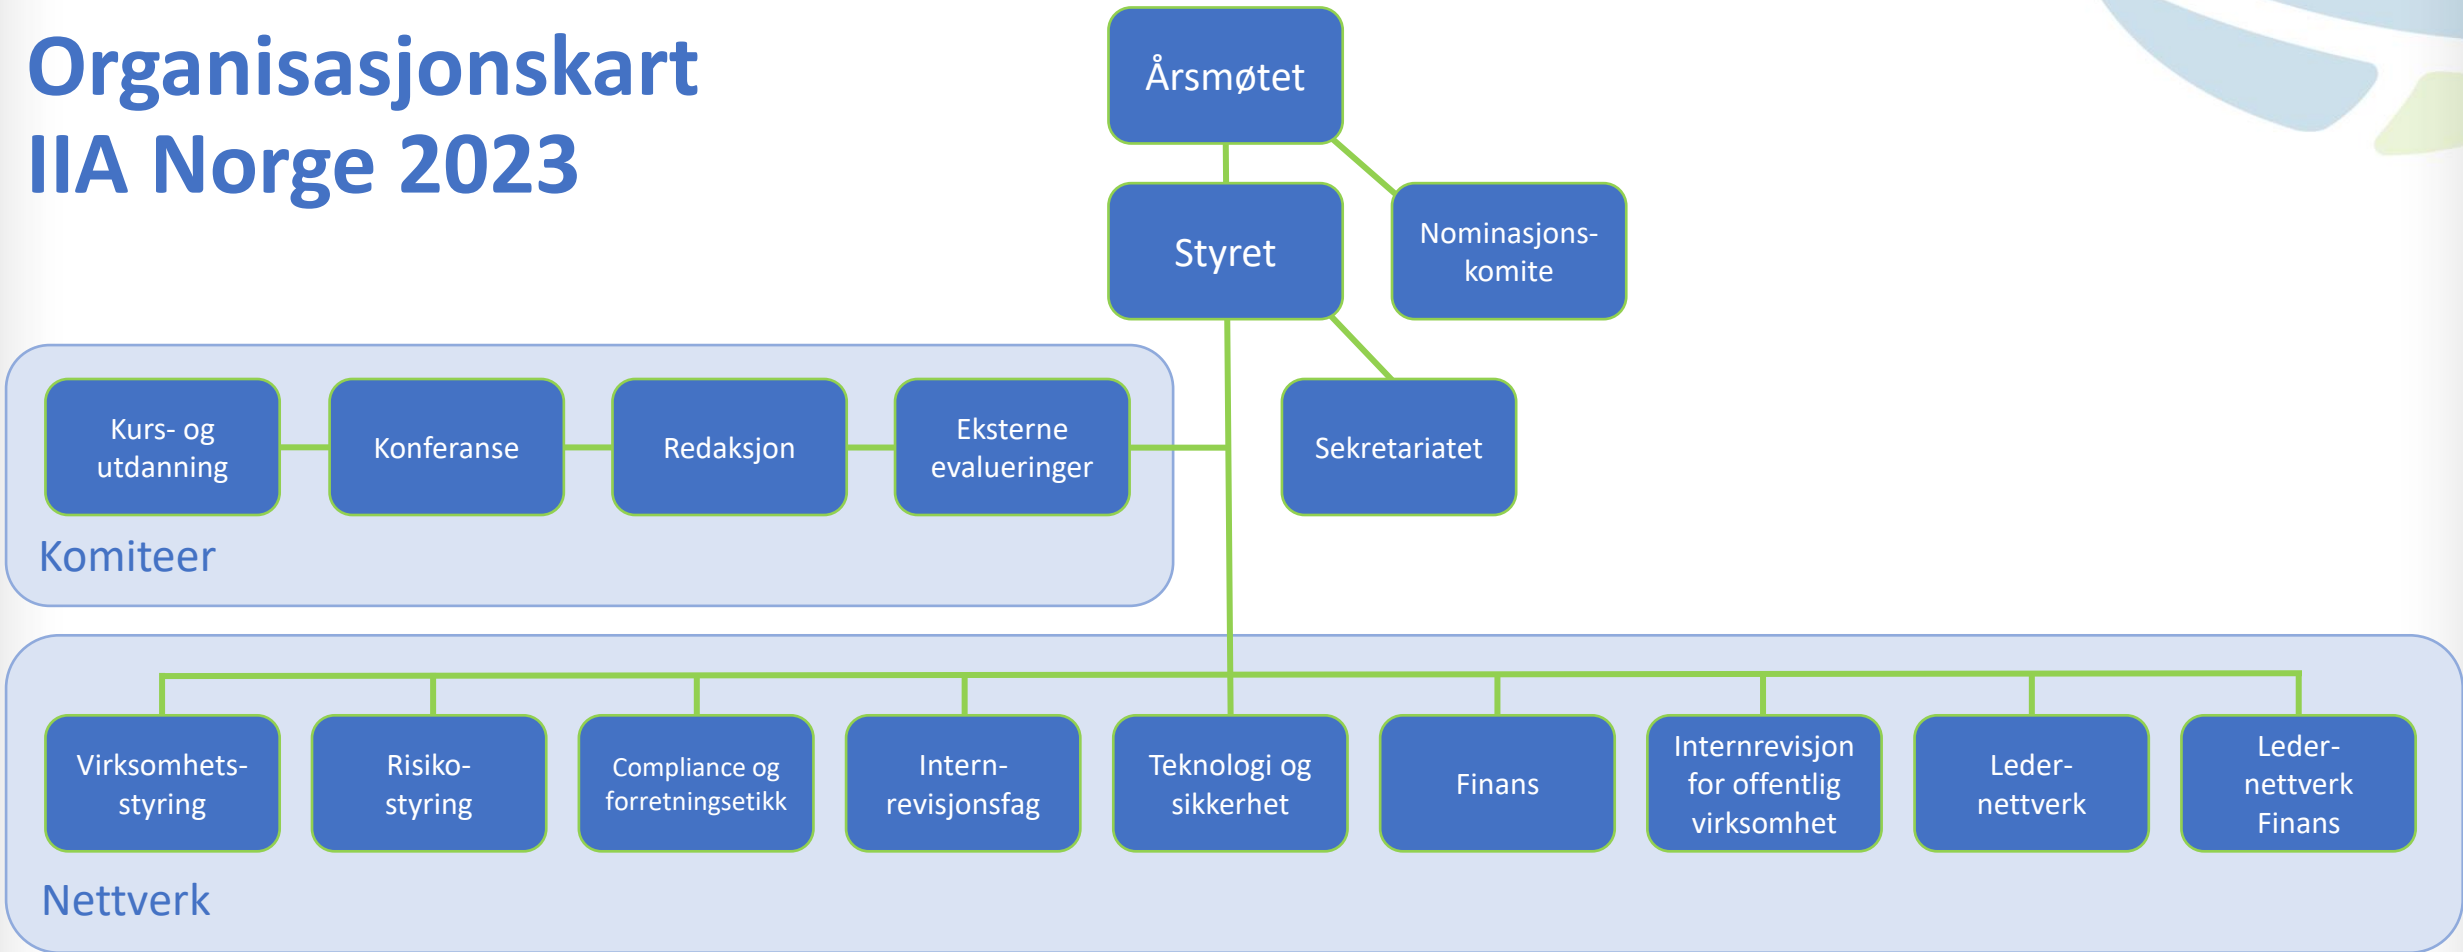 Organisasjonskart
IIA Norge 2023
Årsmøtet
Styret
Nominasjons-
komite
Kurs- og
utdanning
Konferanse
Redaksjon
Eksterne
evalueringer
Sekretariatet
Komiteer
Virksomhets-
styring
Risiko-
styring
Compliance og
forretningsetikk
Intern-
revisjonsfag
Teknologi og
sikkerhet
Finans
Internrevisjon
for offentlig
virksomhet
Leder-
nettverk
Leder-
nettverk
Finans
Nettverk